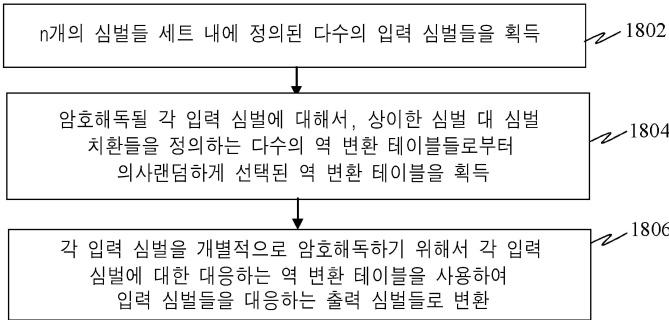 n개의 심벌들 세트 내에 정의된 다수의 입력 심벌들을 획득
1802
암호해독될 각 입력 심벌에 대해서, 상이한 심벌 대 심벌
치환들을 정의하는 다수의 역 변환 테이블들로부터
의사랜덤하게 선택된 역 변환 테이블을 획득
1804
각 입력 심벌을 개별적으로 암호해독하기 위해서 각 입력
심벌에 대한 대응하는 역 변환 테이블을 사용하여
입력 심벌들을 대응하는 출력 심벌들로 변환
1806